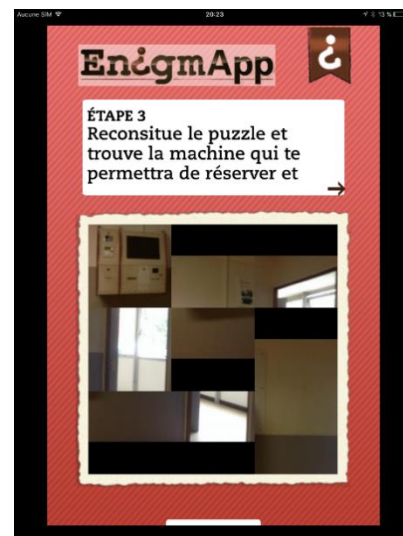 Aucune SIM 20:23 13 %
EnigmApp
ÉTAPE 3
Reconsitue le puzzle et
trouve la machine qui te
permettra de réserver et